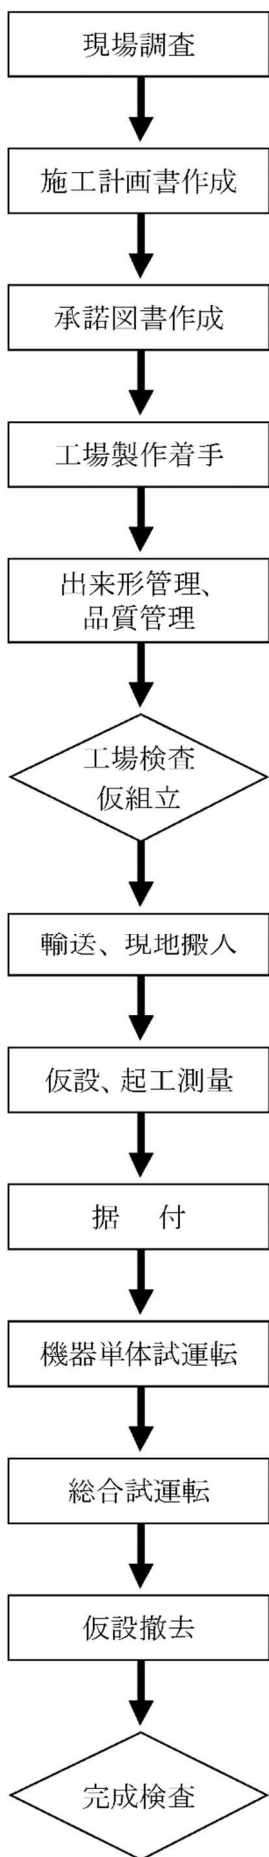 現場調査
施工計画書作成
承諾図書作成
工場製作着手
出来形管理、
品質管理
工場検査
仮組立
輸送、現地搬入
仮設、起工測量
据　付
機器単体試運転
総合試運転
仮設撤去
完成検査